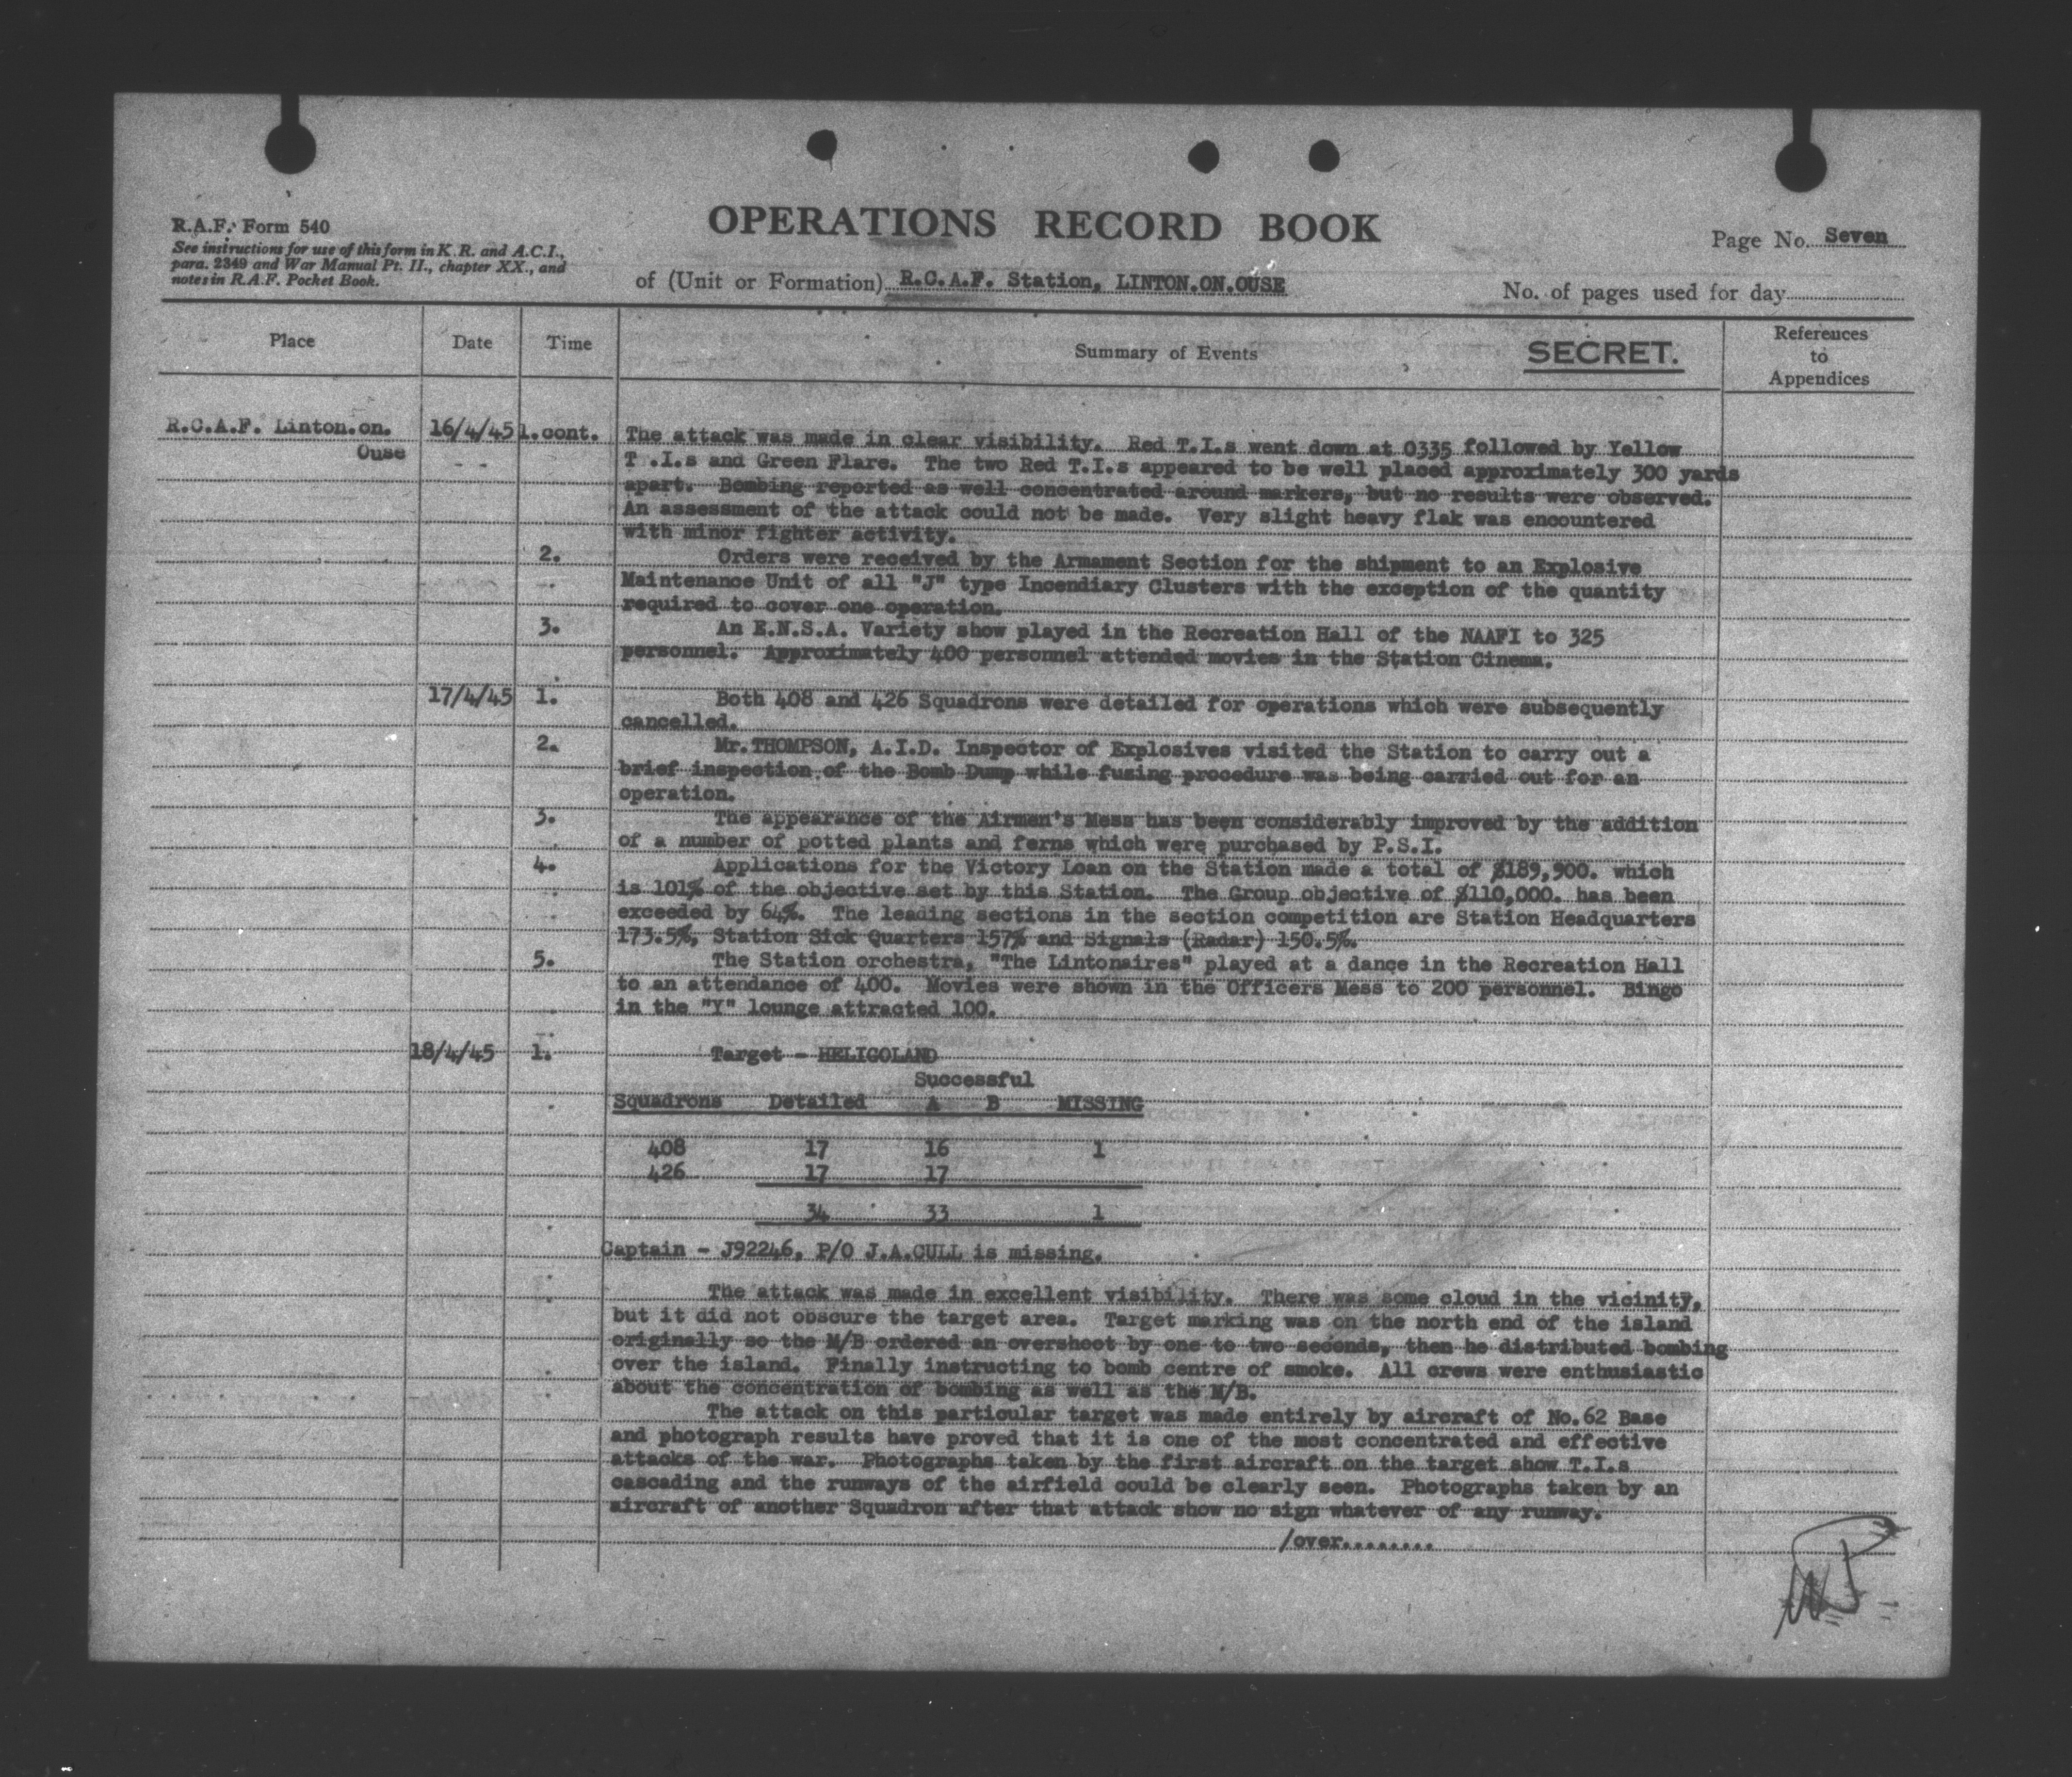 OPERATIONS RECORD BOOK
R.A.F. Form 540
See instructions for use of this form in K.R. and A.C.I.,
para. 2349 and War Manual Pt. II., chapter XX., and
notes in R.A.F. Pocket Book.
Page No. Seven
of (Unit or Formation) R.C.A.F. Station, LINTON.ON.OUSE
No. of pages used for day
Place Date Time Summary of Events SECRET. References
to
Appendices
R.C.A.F. Linton.on. 16/4/45 1.cont. The attack was made in clear visibility. Red T.I.s went down at 0335 followed by Yellow
Ouse T.I.s and Green Flare. The two Red T.I.s appeared to be well placed approximately 300 yards
apart. Bombing reported as well concentrated around markers, but no results were observed.
An assessment of the attack could not be made. Very slight heavy flak was encountered
with minor fighter activity.
2. Orders were received by the Armament Section for the shipment to an Explosive
Maintenance Unit of all "J" type Incendiary Clusters with the exception of the quantity
required to cover one operation.
3. An E.N.S.A. Variety show played in the Recreation Hall of the NAAFI to 325
personnel. Approximately 400 personnel attended movies in the Station Cinema.
17/4/45 1. Both 408 and 426 Squadrons were detailed for operations which were subsequently
cancelled.
2. Mr.THOMPSON, A.I.D. Inspector of Explosives visited the Station to carry out a
brief inspection of the Bomb Dump while fuzing procedure was being carried out for an
operation.
3. The appearance of the Airmen's Mess has been considerably improved by the addition
of a number of potted plants and ferns which were purchased by P.S.I.
4. Applications for the Victory Loan on the Station made a total of $189,900. which
is 101% of the objective set by this Station. The Group objective of $110,000. has been
exceeded by 64%. The leading sections in the section competition are Station Headquarters
173.5%, Station Sick Quarters 157% and Signals (Radar) 150.5%.
5. The Station orchestra, "The Lintonaires" played at a dance in the Recreation Hall
to an attendance of 400. Movies were shown in the Officers Mess to 200 personnel. Bingo
in the "Y" lounge attracted 100.
18/4/45 1. Target - HELIGOLAND
Successful
Squadrons Detailed A B MISSING
408 17 16 1
426 17 17
34 33 1
Captain - J92246, P/O J.A.CULL is missing.
The attack was made in excellent visibility. There was some cloud in the vicinity,
but it did not obscure the target area. Target marking was on the north end of the island
originally so the M/B ordered an overshoot by one to two seconds, then he distributed bombing
over the island. Finally instructing to bomb centre of smoke. All crews were enthusiastic
about the concentration of bombing as well as the M/B.
The attack on this particular target was made entirely by aircraft of No.62 Base
and photograph results have proved that it is one of the most concentrated and effective
attacks of the war. Photographs taken by the first aircraft on the target show T.I.s
cascading and the runways of the airfield could be clearly seen. Photographs taken by an
aircraft of another Squadron after that attack show no sign whatever of any runway.
/over.........